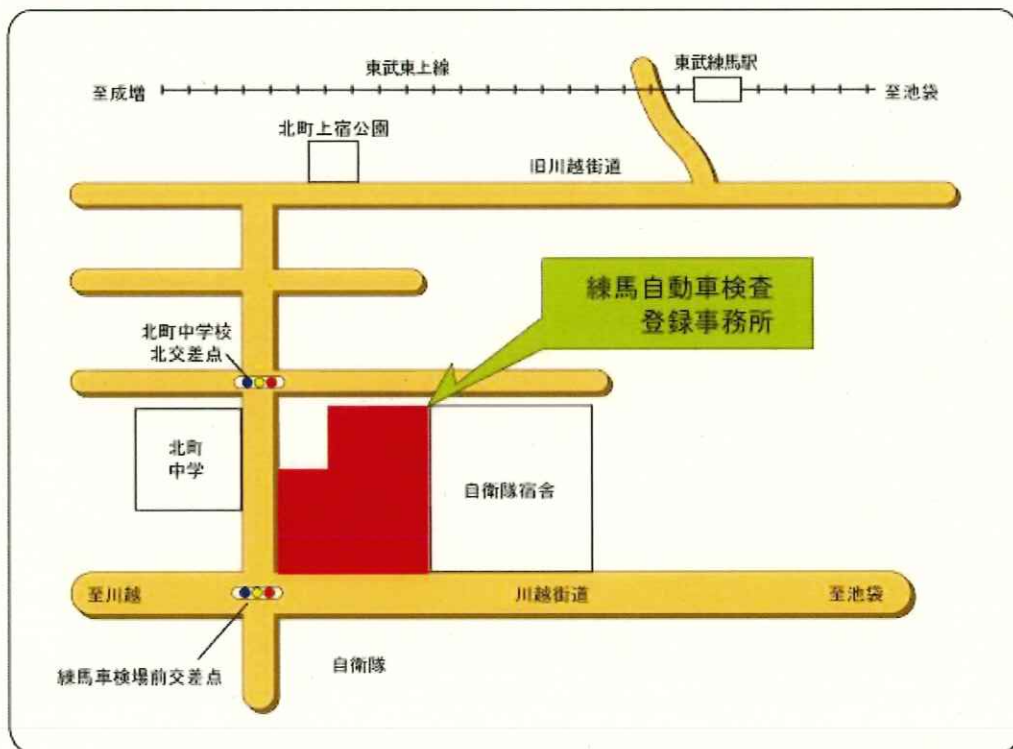 東武東上線
東武練馬駅
至成増
至池袋
北町上宿公園
旧川越街道
練馬自動車検査
登録事務所
北町中学校
北交差点
北町
中学
自衛隊宿舎
至川越
川越街道
至池袋
自衛隊
練馬車検場前交差点